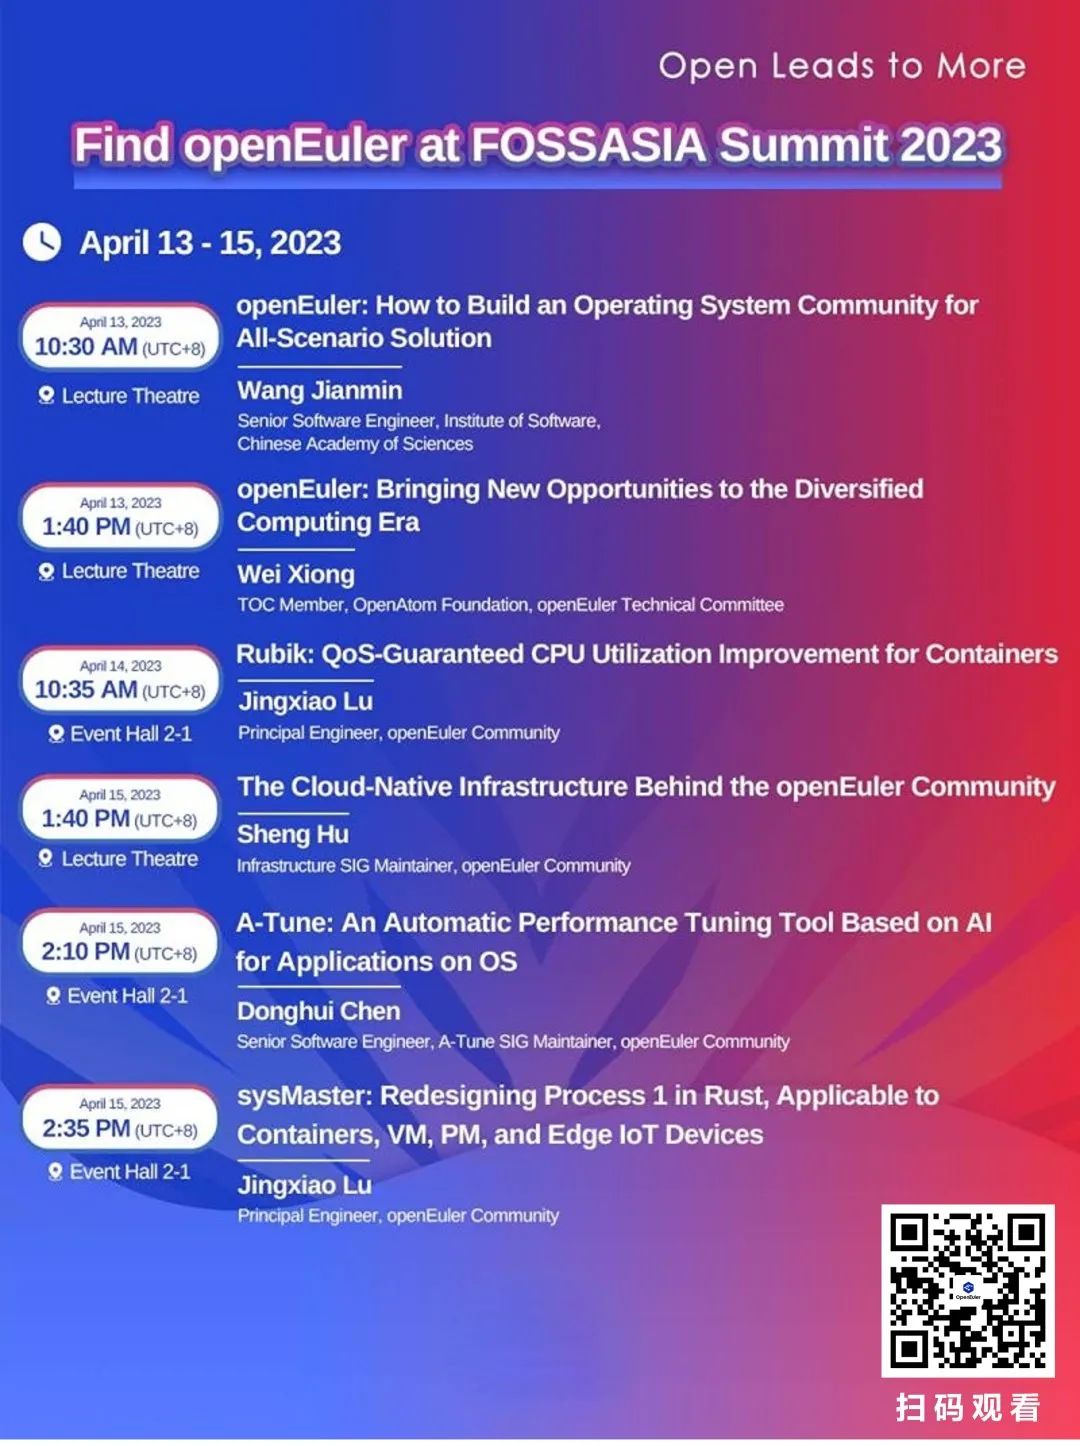 Open Leads to More
Find openEuler at FOSSASIA Summit 2023
April 13 - 15, 2023
April 13, 2023
10:30 AM (UTC+8)
Lecture Theatre
openEuler: How to Build an Operating System Community for
All-Scenario Solution
Wang Jianmin
Senior Software Engineer, Institute of Software,
Chinese Academy of Sciences
April 13, 2023
1:40 PM (UTC+8)
Lecture Theatre
openEuler: Bringing New Opportunities to the Diversified
Computing Era
Wei Xiong
TOC Member, OpenAtom Foundation, openEuler Technical Committee
April 14, 2023
10:35 AM (UTC+8)
Event Hall 2-1
Rubik: QoS-Guaranteed CPU Utilization Improvement for Containers
Jingxiao Lu
Principal Engineer, openEuler Community
April 15, 2023
1:40 PM (UTC+8)
Lecture Theatre
The Cloud-Native Infrastructure Behind the openEuler Community
Sheng Hu
Infrastructure SIG Maintainer, openEuler Community
April 15, 2023
2:10 PM (UTC+8)
Event Hall 2-1
A-Tune: An Automatic Performance Tuning Tool Based on AI
for Applications on OS
Donghui Chen
Senior Software Engineer, A-Tune SIG Maintainer, openEuler Community
April 15, 2023
2:35 PM (UTC+8)
Event Hall 2-1
sysMaster: Redesigning Process 1 in Rust, Applicable to
Containers, VM, PM, and Edge IoT Devices
Jingxiao Lu
Principal Engineer, openEuler Community
OpenEuler
扫码观看